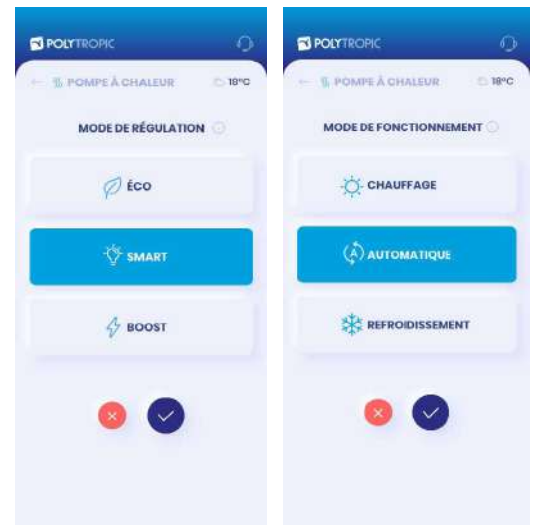 POLYTROPIC
POMPE À CHALEUR 18°C
MODE DE RÉGULATION
ÉCO
SMART
BOOST
POLYTROPIC
POMPE À CHALEUR 18°C
MODE DE FONCTIONNEMENT
CHAUFFAGE
A AUTOMATIQUE
REFROIDISSEMENT